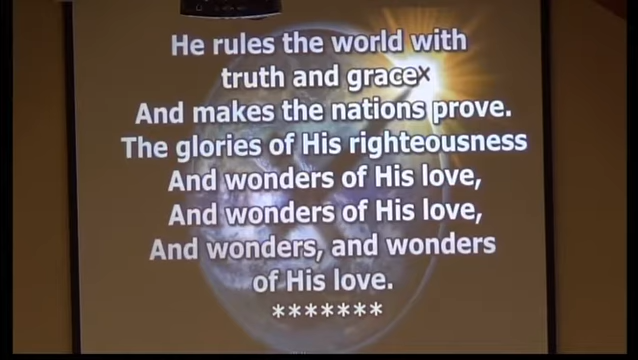 He rules the world with
truth and gracex
And makes the nations prove.
The glories of His righteousness
And wonders of His love,
And wonders of His love,
And wonders, and wonders
of His love.
*******